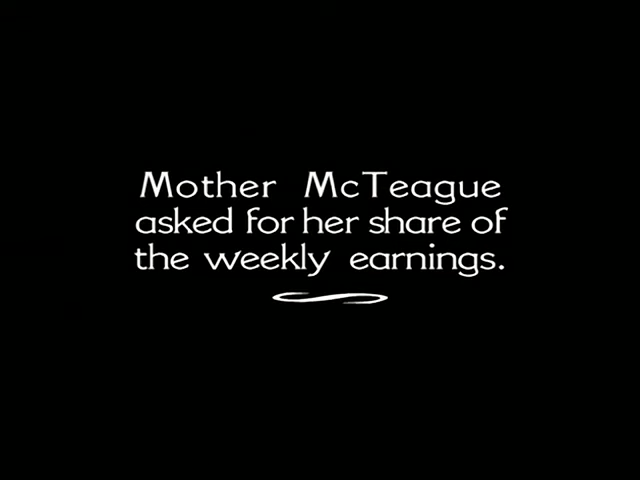 Mother McTeague
asked for her share of
the weekly earnings.